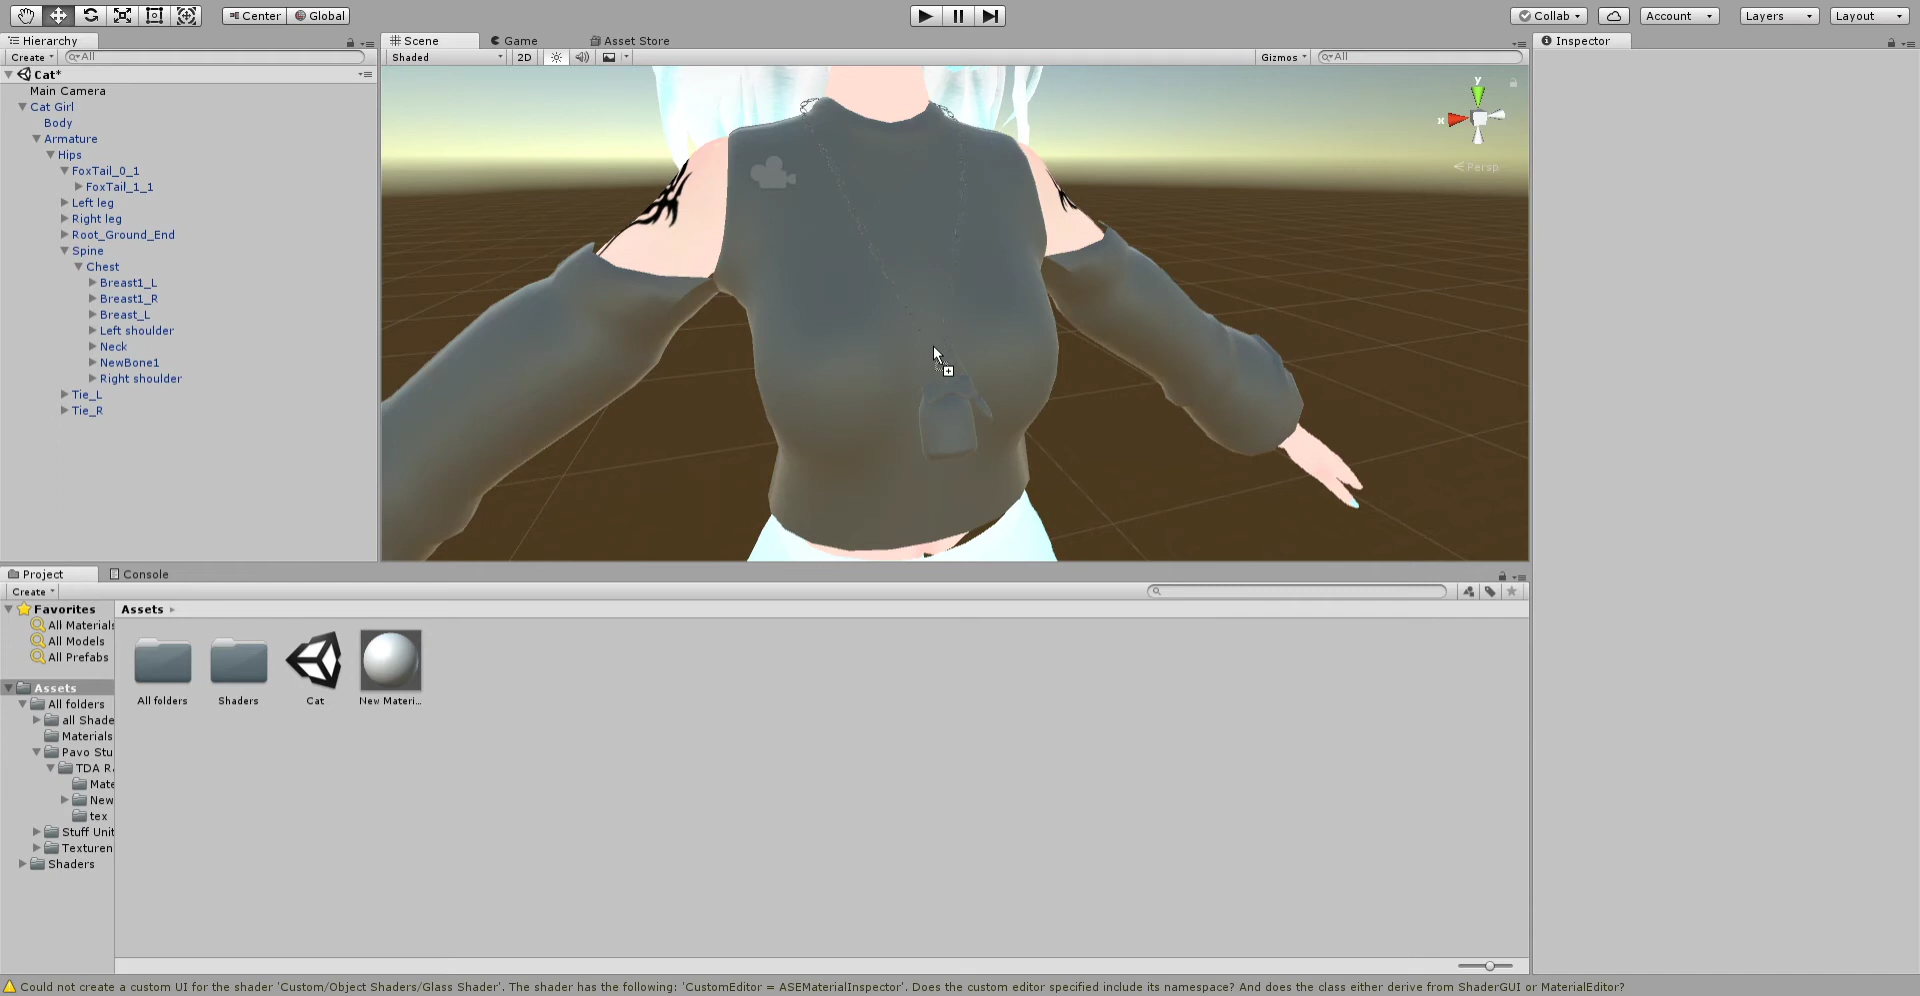 Center Global Collab Account Layers Layout
Hierarchy
Create All
Cat*
Main Camera
Cat Girl
Body
Armature
Hips
FoxTail_0_1
FoxTail_1_1
Left leg
Right leg
Root_Ground_End
Spine
Chest
Breast1_L
Breast1_R
Breast_L
Left shoulder
Neck
NewBone1
Right shoulder
Tie_L
Tie_R
Scene Game Asset Store
Shaded 2D Gizmos All
y
x
Persp
Inspector
Project Console
Create
Favorites
All Materials
All Models
All Prefabs
Assets
All folders
all Shade
Materials
Pavo Stu
TDA R
Mate
New
tex
Stuff Unit
Texturen
Shaders
Assets
All folders Shaders Cat New Materi...
Could not create a custom UI for the shader 'Custom/Object Shaders/Glass Shader'. The shader has the following: 'CustomEditor = ASEMaterialInspector'. Does the custom editor specified include its namespace? And does the class either derive from ShaderGUI or MaterialEditor?